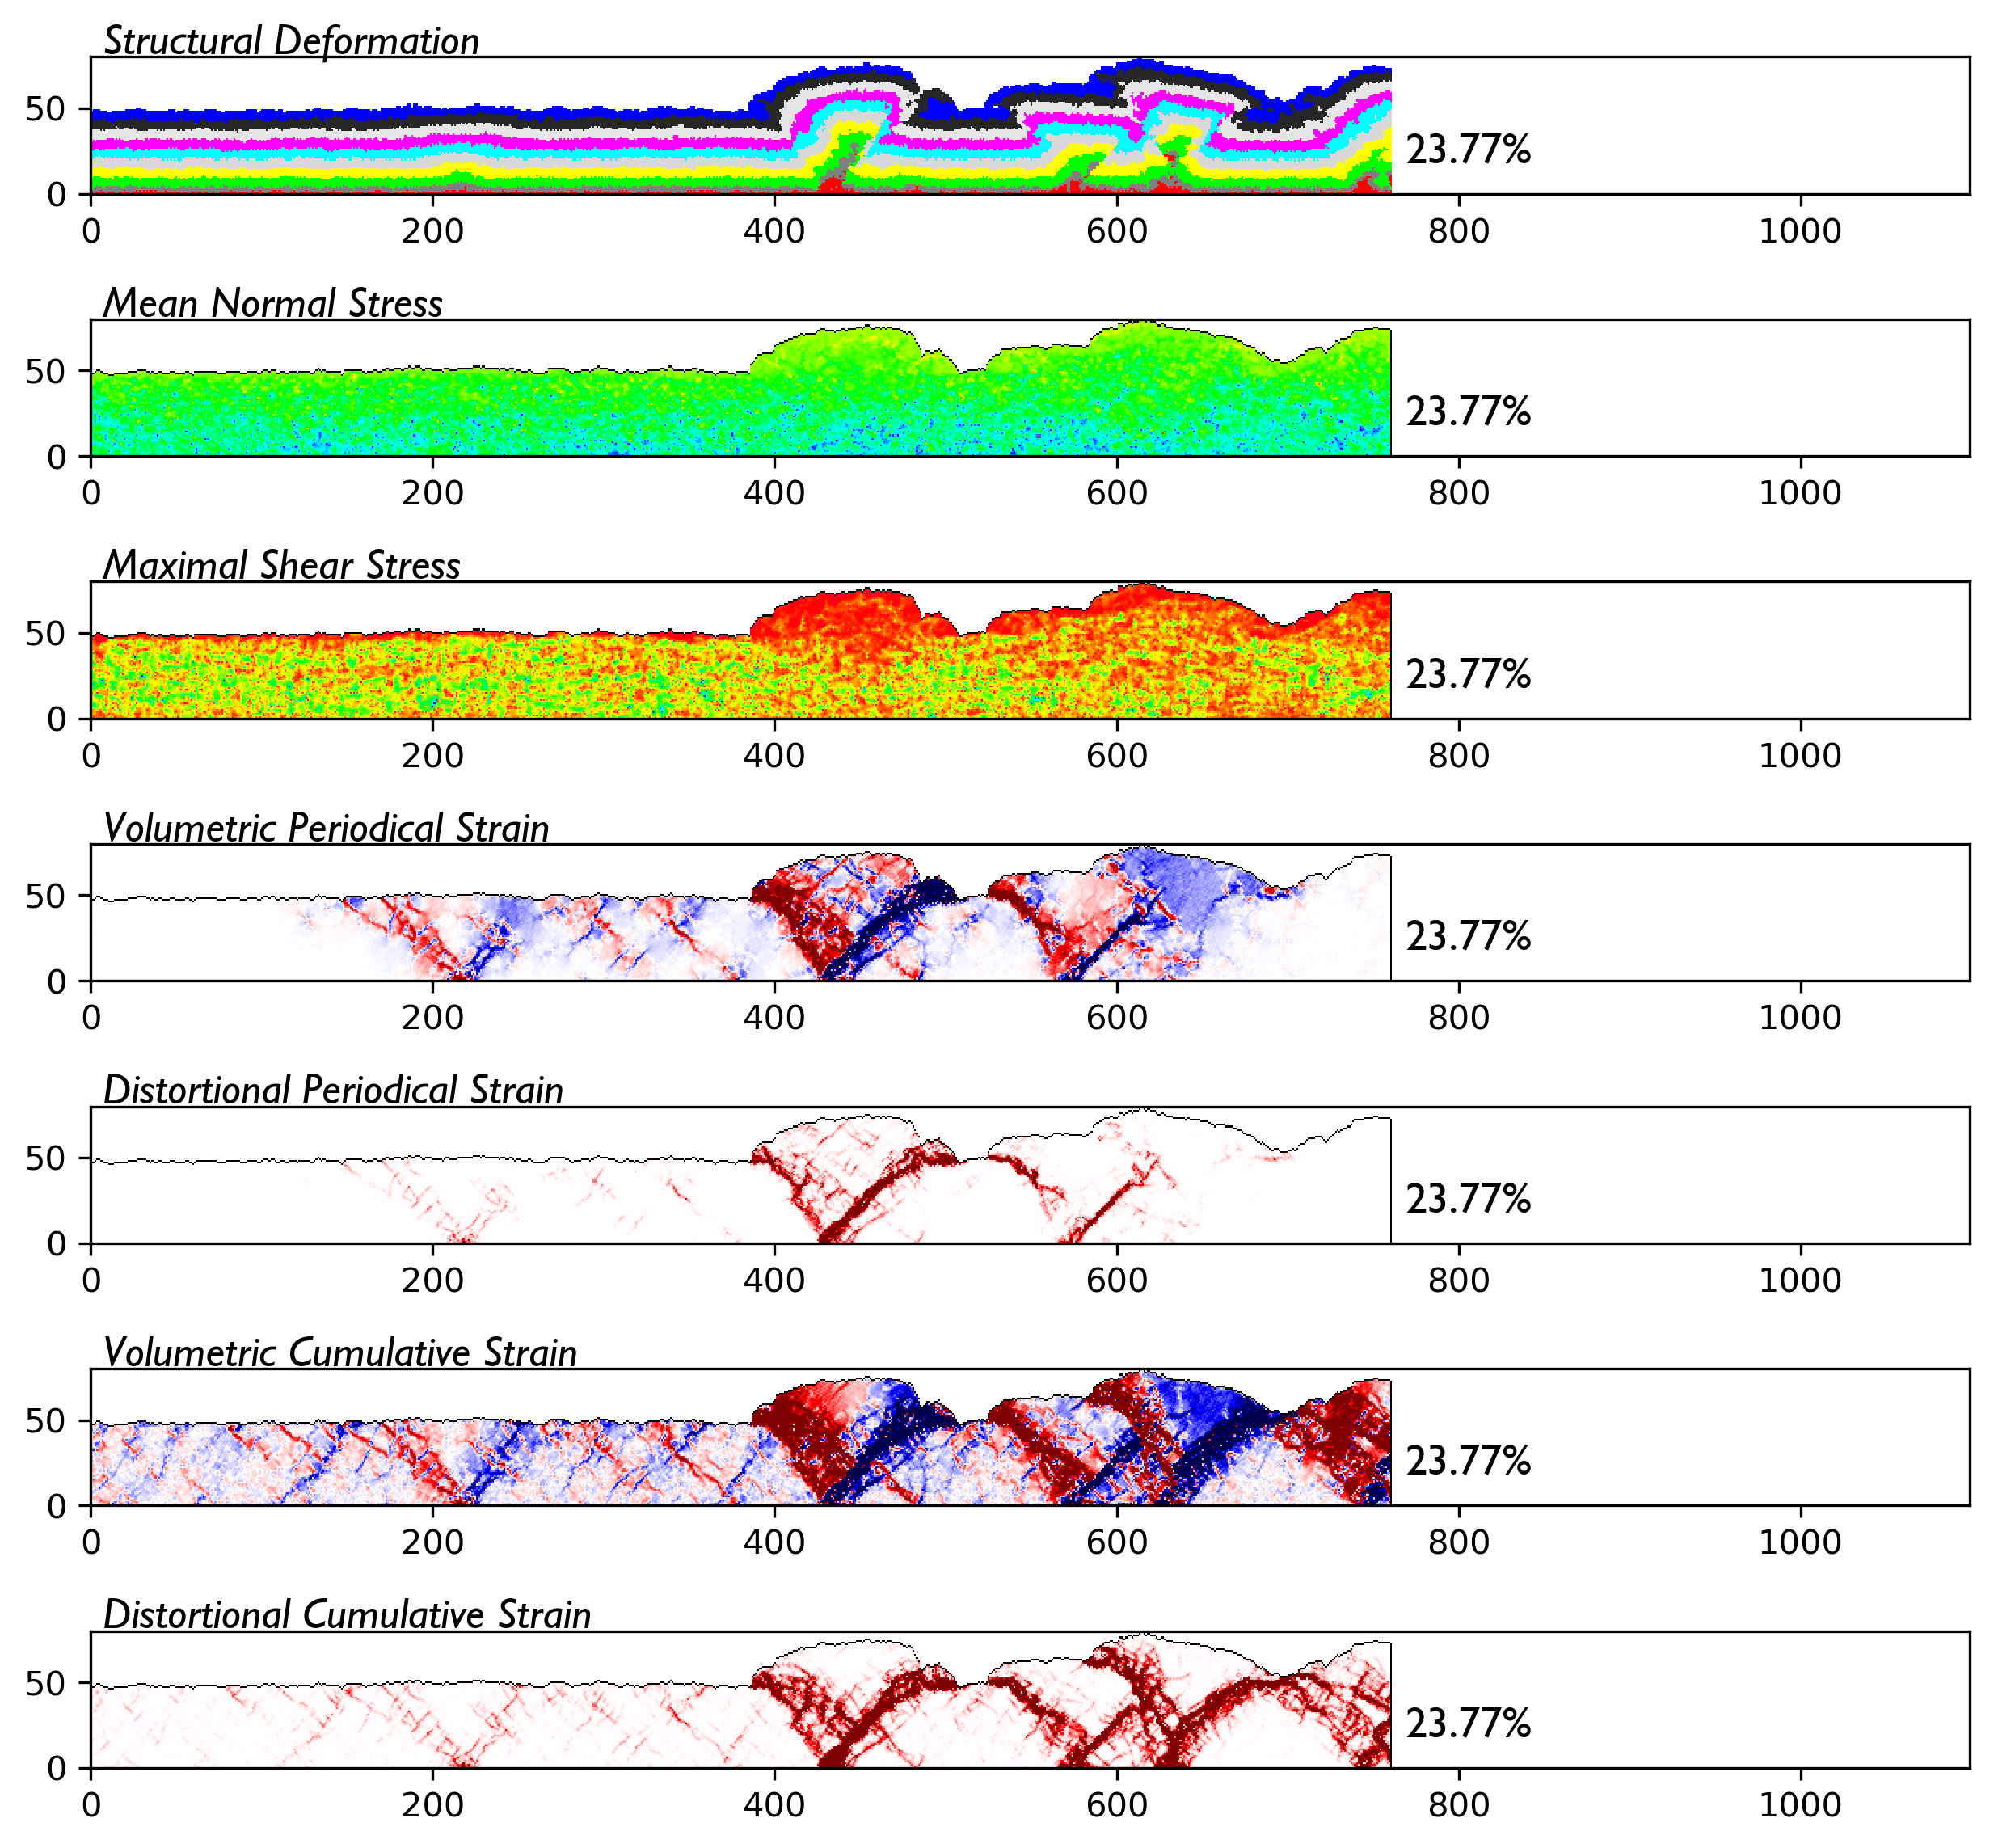 Structural Deformation
50
0
23.77%
0 200 400 600 800 1000
Mean Normal Stress
50
0
23.77%
0 200 400 600 800 1000
Maximal Shear Stress
50
0
23.77%
0 200 400 600 800 1000
Volumetric Periodical Strain
50
0
23.77%
0 200 400 600 800 1000
Distortional Periodical Strain
50
0
23.77%
0 200 400 600 800 1000
Volumetric Cumulative Strain
50
0
23.77%
0 200 400 600 800 1000
Distortional Cumulative Strain
50
0
23.77%
0 200 400 600 800 1000